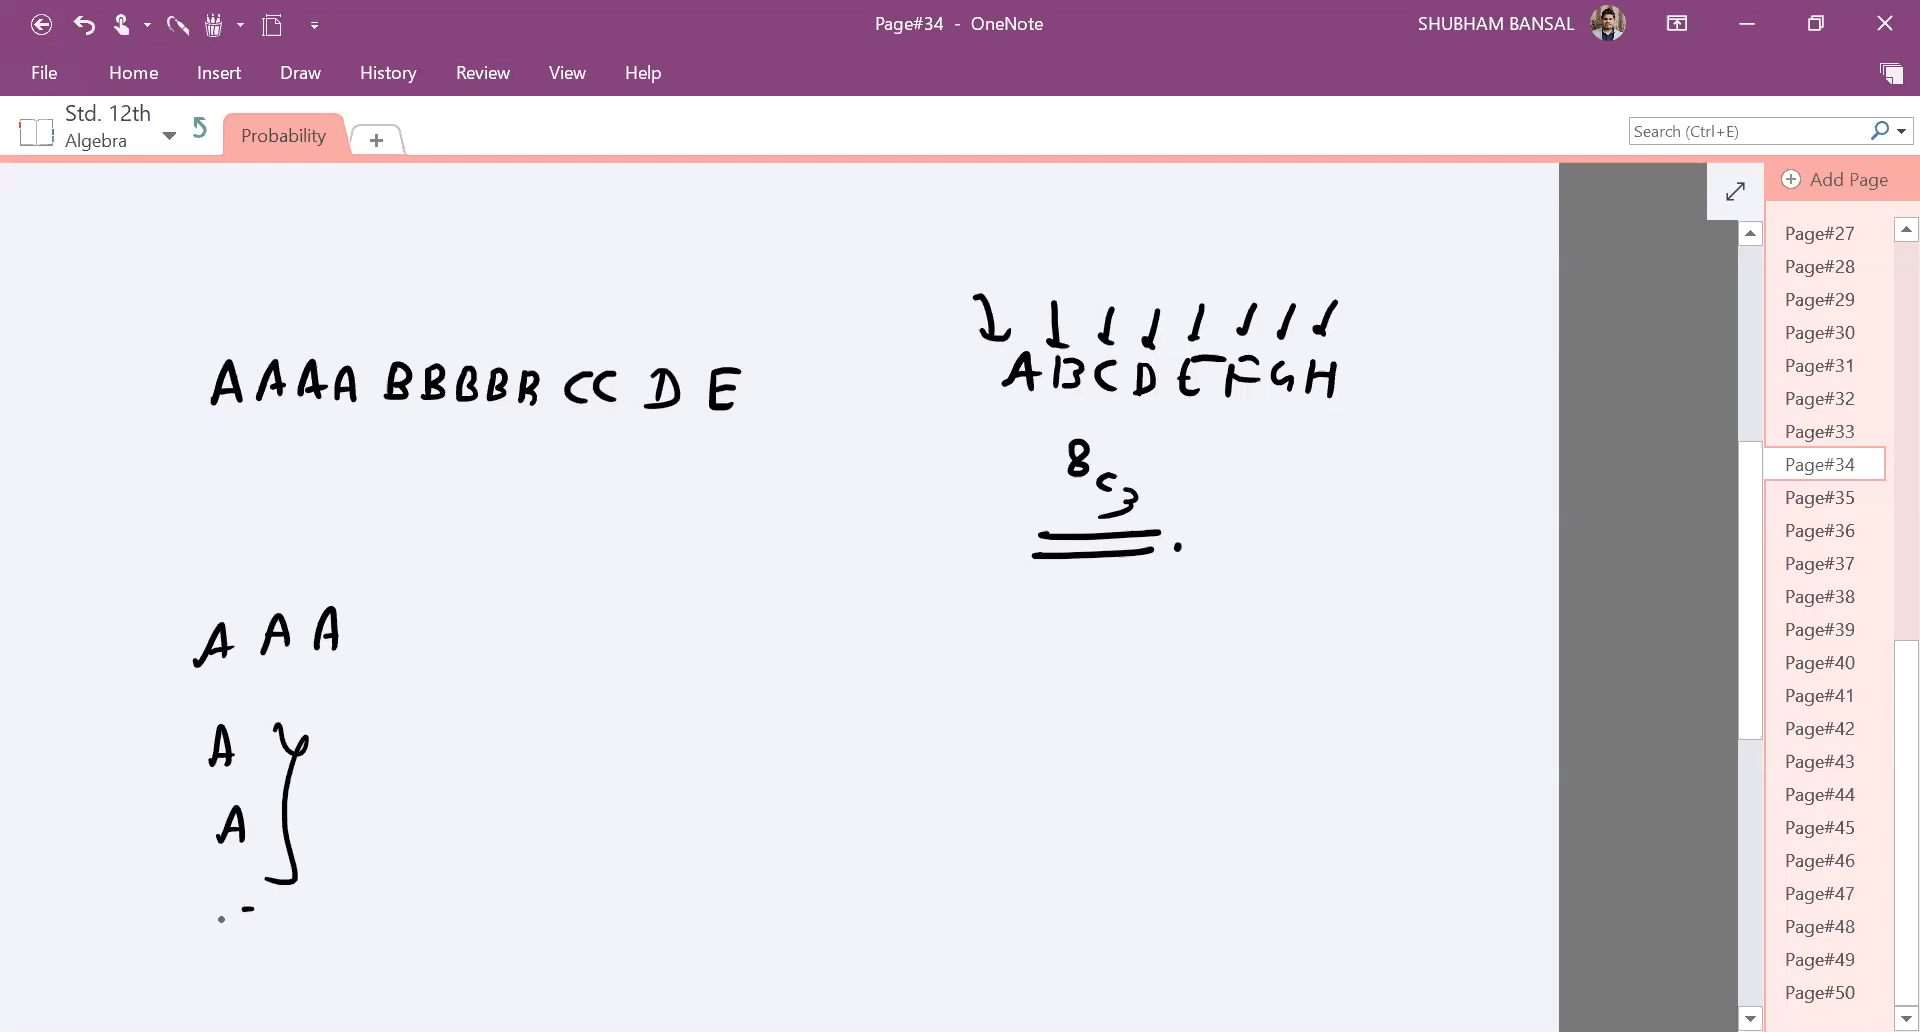 Page#34 - OneNote
SHUBHAM BANSAL
File Home Insert Draw History Review View Help
Std. 12th
Algebra
Probability
+
Search (Ctrl+E)
Add Page
Page#27
Page#28
Page#29
Page#30
Page#31
Page#32
Page#33
Page#34
Page#35
Page#36
Page#37
Page#38
Page#39
Page#40
Page#41
Page#42
Page#43
Page#44
Page#45
Page#46
Page#47
Page#48
Page#49
Page#50
A A A A B B B B B C C D E
A B C D E F G H
8c3
A A A
A
A